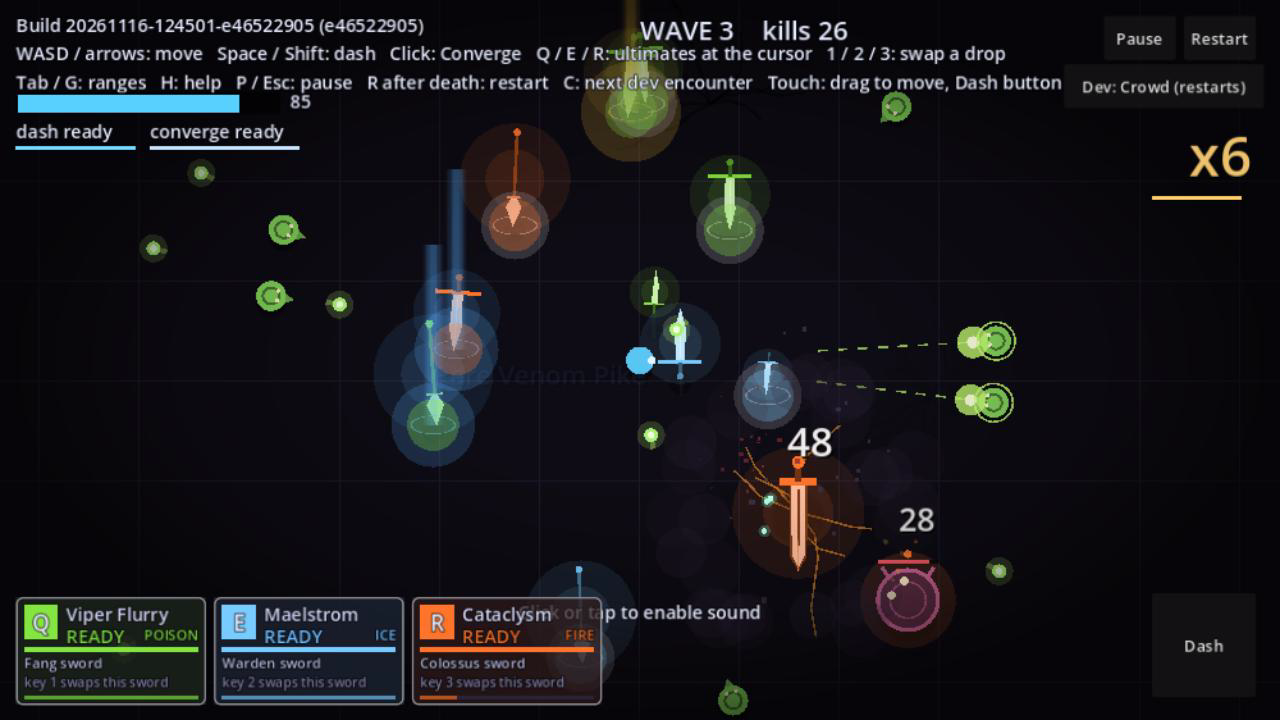 Build 20261116-124501-e46522905 (e46522905)
WAVE 3 kills 26
Pause
Restart
WASD / arrows: move Space / Shift: dash Click: Converge Q / E / R: ultimates at the cursor 1 / 2 / 3: swap a drop
Tab / G: ranges H: help P / Esc: pause R after death: restart C: next dev encounter Touch: drag to move, Dash button
Dev: Crowd (restarts)
85
dash ready
converge ready
x6
Venom Pike
48
28
Click or tap to enable sound
Q Viper Flurry
READY POISON
Fang sword
key 1 swaps this sword
E Maelstrom
READY ICE
Warden sword
key 2 swaps this sword
R Cataclysm
READY FIRE
Colossus sword
key 3 swaps this sword
Dash